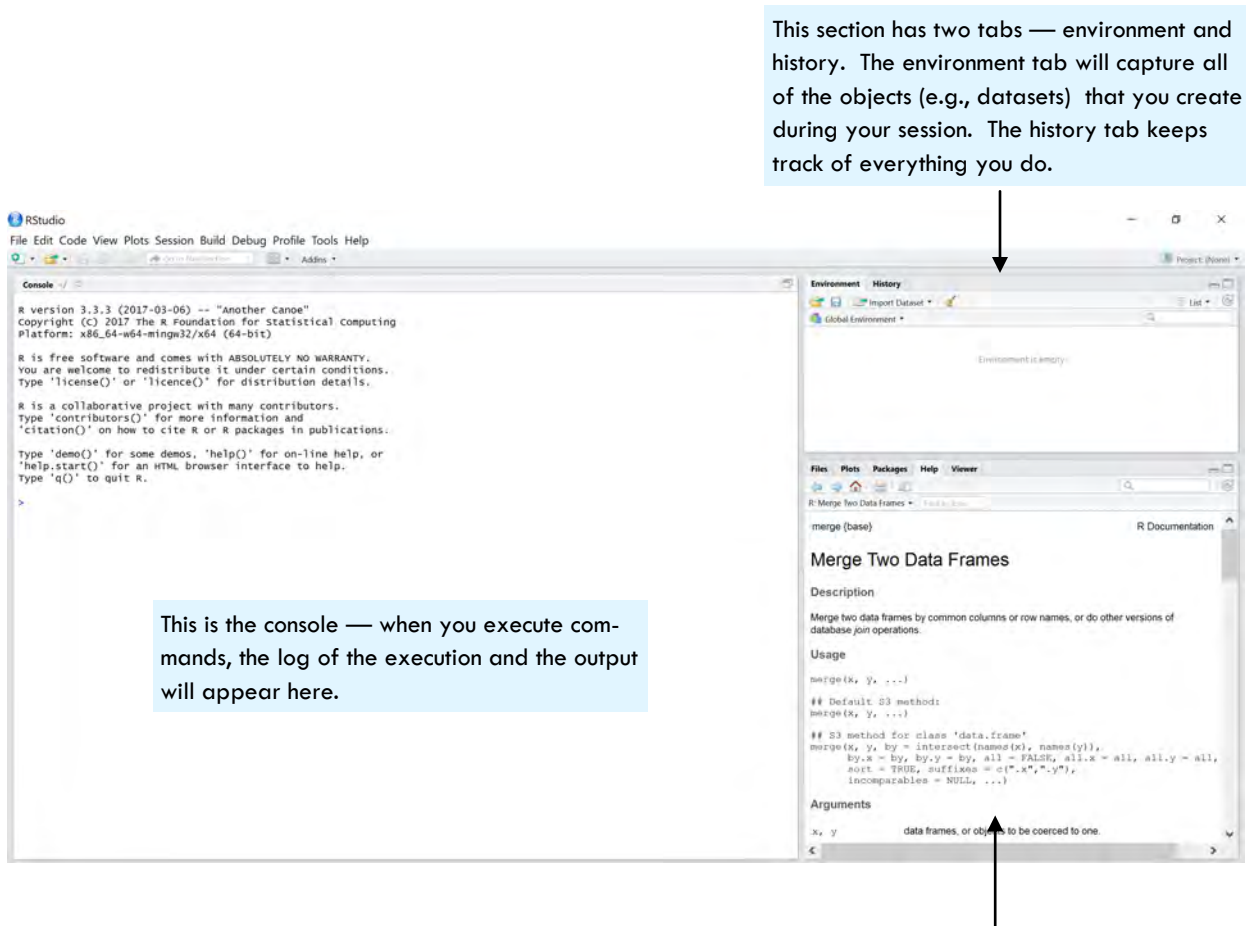 This section has two tabs — environment and
history. The environment tab will capture all
of the objects (e.g., datasets) that you create
during your session. The history tab keeps
track of everything you do.
RStudio
File Edit Code View Plots Session Build Debug Profile Tools Help
Addins
Project: (None)
Console ~/
R version 3.3.3 (2017-03-06) -- "Another Canoe"
Copyright (C) 2017 The R Foundation for Statistical Computing
Platform: x86_64-w64-mingw32/x64 (64-bit)
R is free software and comes with ABSOLUTELY NO WARRANTY.
You are welcome to redistribute it under certain conditions.
Type 'license()' or 'licence()' for distribution details.
R is a collaborative project with many contributors.
Type 'contributors()' for more information and
'citation()' on how to cite R or R packages in publications.
Type 'demo()' for some demos, 'help()' for on-line help, or
'help.start()' for an HTML browser interface to help.
Type 'q()' to quit R.
>
This is the console — when you execute com-
mands, the log of the execution and the output
will appear here.
Environment History
Import Dataset List
Global Environment
Environment is empty
Files Plots Packages Help Viewer
R: Merge Two Data Frames
merge {base} R Documentation
Merge Two Data Frames
Description
Merge two data frames by common columns or row names, or do other versions of
database join operations.
Usage
merge(x, y, ...)
## Default S3 method:
merge(x, y, ...)
## S3 method for class 'data.frame'
merge(x, y, by = intersect(names(x), names(y)),
by.x = by, by.y = by, all = FALSE, all.x = all, all.y = all,
sort = TRUE, suffixes = c(".x",".y"),
incomparables = NULL, ...)
Arguments
x, y data frames, or objects to be coerced to one.